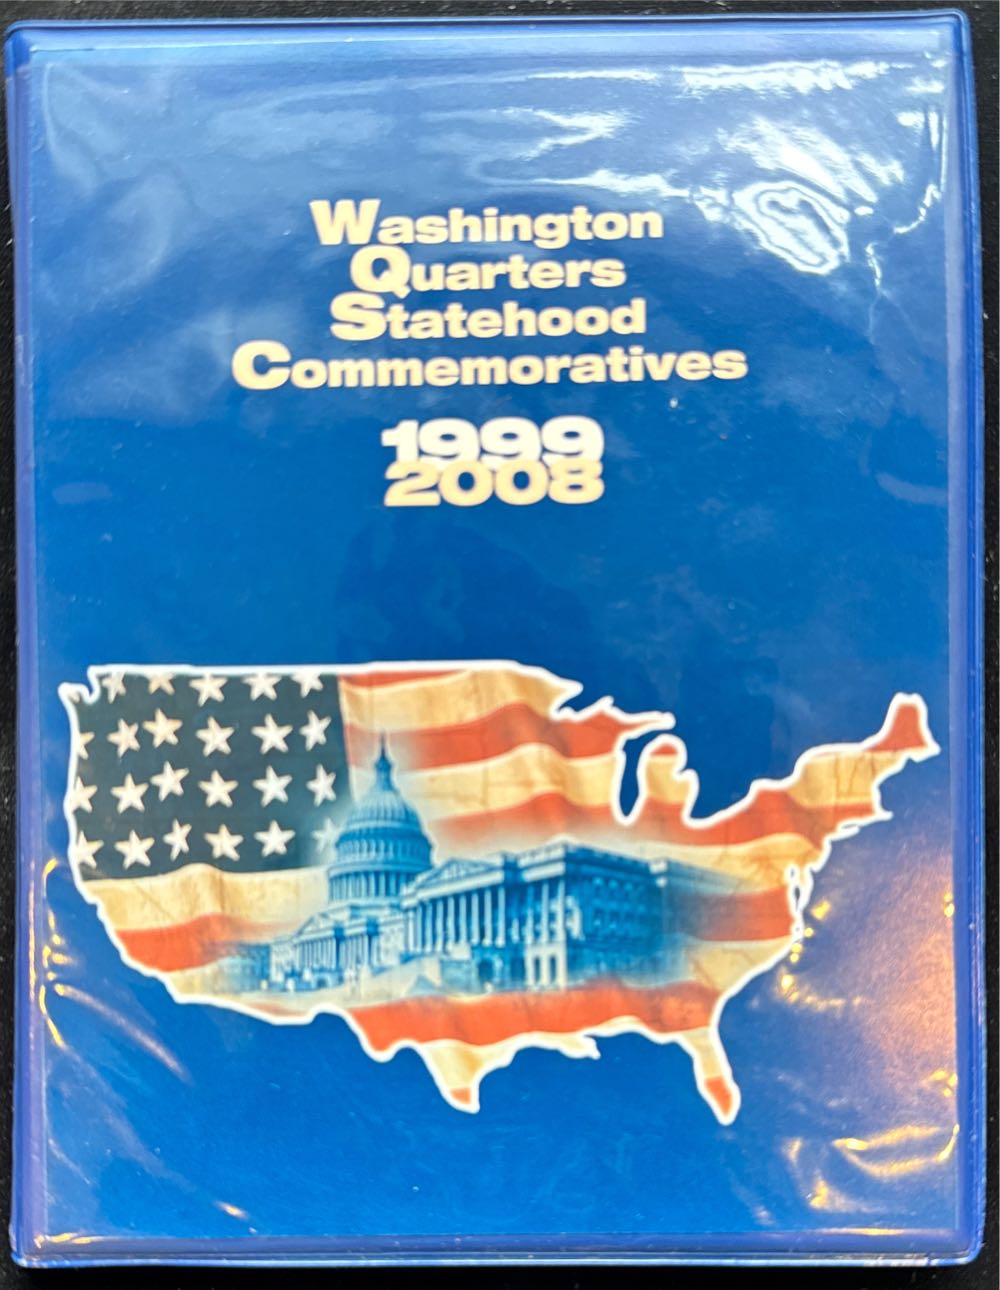 Washington
Quarters
Statehood
Commemoratives
1999
2008